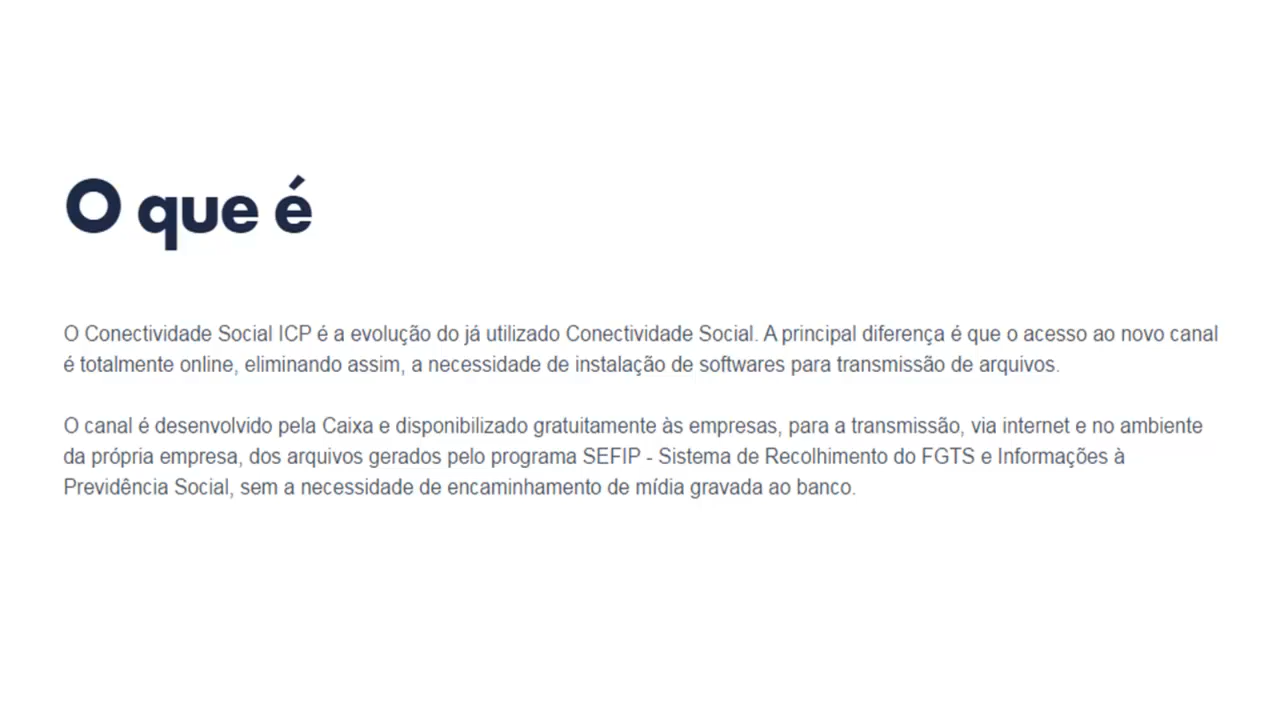 O que é
O Conectividade Social ICP é a evolução do já utilizado Conectividade Social. A principal diferença é que o acesso ao novo canal
é totalmente online, eliminando assim, a necessidade de instalação de softwares para transmissão de arquivos.
O canal é desenvolvido pela Caixa e disponibilizado gratuitamente às empresas, para a transmissão, via internet e no ambiente
da própria empresa, dos arquivos gerados pelo programa SEFIP - Sistema de Recolhimento do FGTS e Informações à
Previdência Social, sem a necessidade de encaminhamento de mídia gravada ao banco.